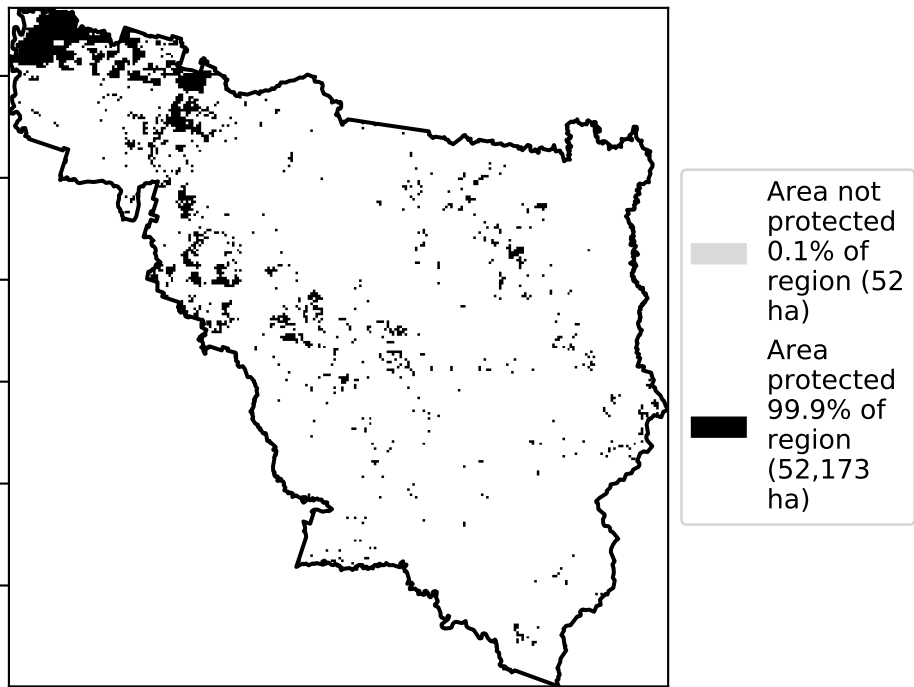 Area not
protected
0.1% of
region (52
ha)
Area
protected
99.9% of
region
(52,173
ha)